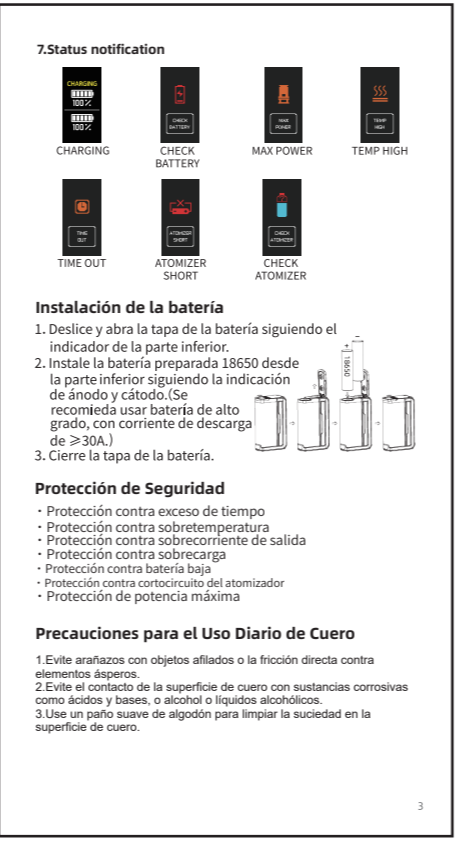 7.Status notification
CHARGING
100%
100%
CHECK
BATTERY
MAX
POWER
TEMP
HIGH
CHARGING
CHECK
BATTERY
MAX POWER
TEMP HIGH
TIME
OUT
ATOMIZER
SHORT
CHECK
ATOMIZER
TIME OUT
ATOMIZER
SHORT
CHECK
ATOMIZER
Instalación de la batería
1. Deslice y abra la tapa de la batería siguiendo el
indicador de la parte inferior.
2. Instale la batería preparada 18650 desde
la parte inferior siguiendo la indicación
de ánodo y cátodo.(Se
recomieda usar batería de alto
grado, con corriente de descarga
de ≥30A.)
3. Cierre la tapa de la batería.
+ 18650 -
Protección de Seguridad
· Protección contra exceso de tiempo
· Protección contra sobretemperatura
· Protección contra sobrecorriente de salida
· Protección contra sobrecarga
· Protección contra batería baja
· Protección contra cortocircuito del atomizador
· Protección de potencia máxima
Precauciones para el Uso Diario de Cuero
1.Evite arañazos con objetos afilados o la fricción directa contra
elementos ásperos.
2.Evite el contacto de la superficie de cuero con sustancias corrosivas
como ácidos y bases, o alcohol o líquidos alcohólicos.
3.Use un paño suave de algodón para limpiar la suciedad en la
superficie de cuero.
3